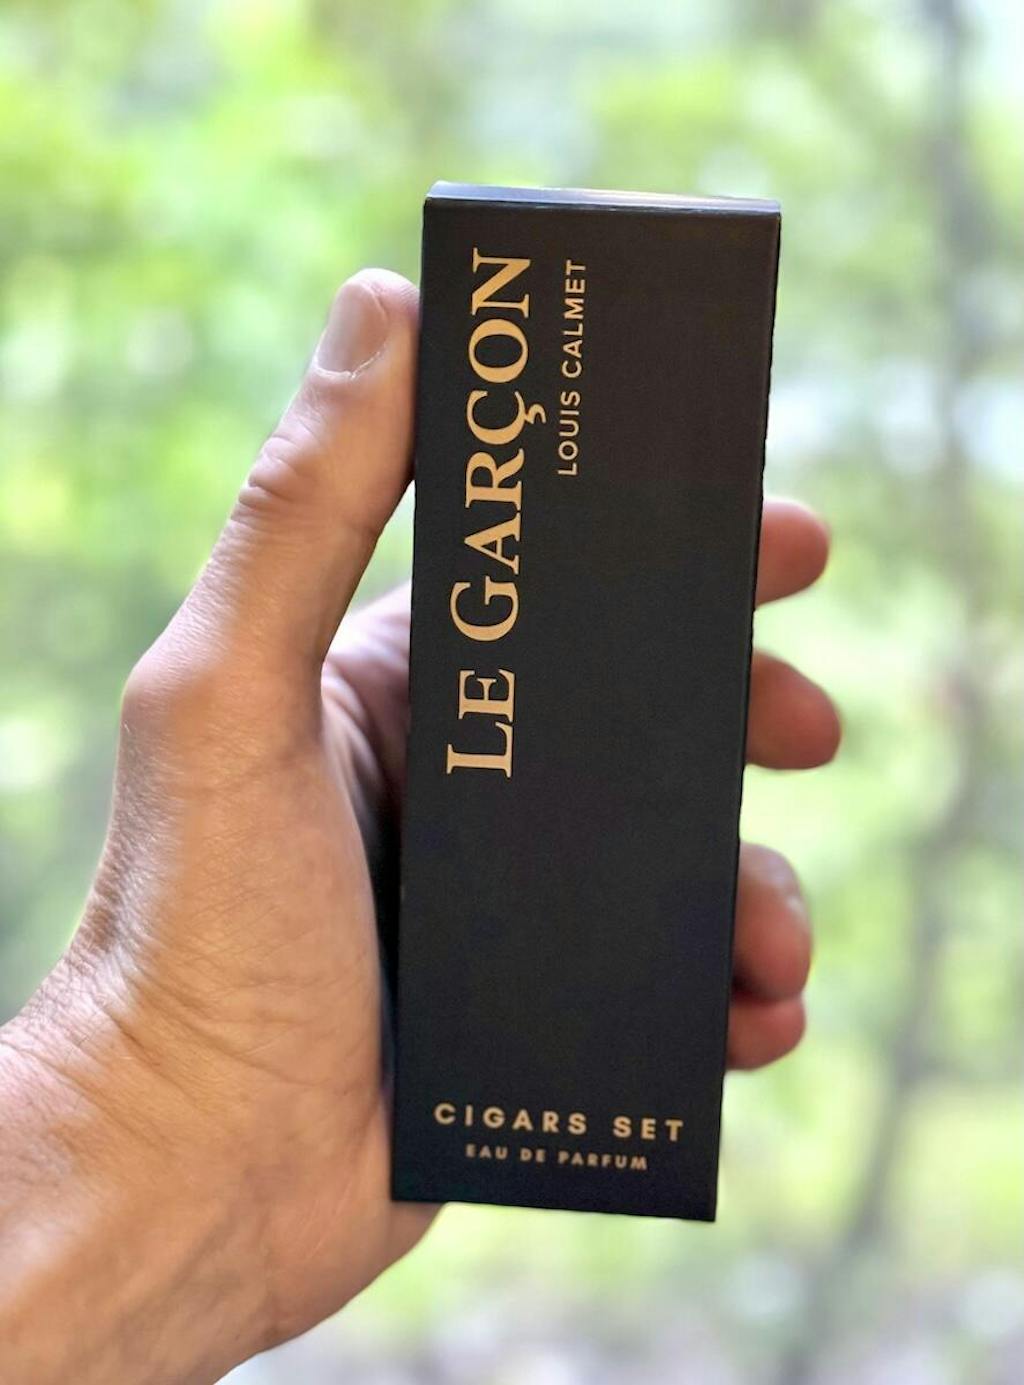 LE GARÇON
LOUIS CALMET
CIGARS SET
EAU DE PARFUM